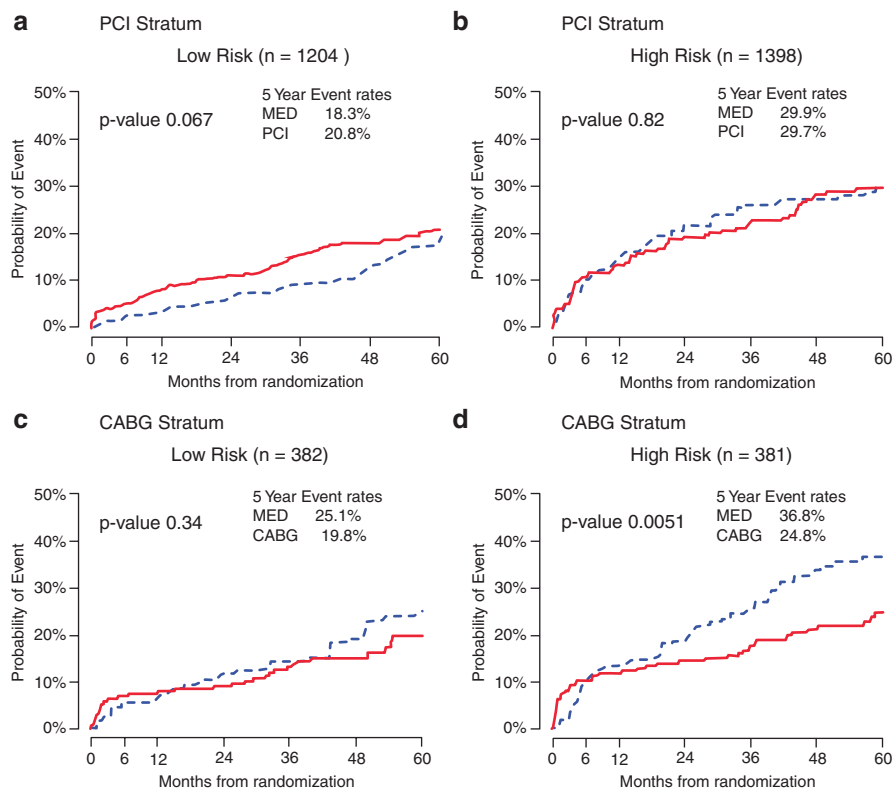 a PCI Stratum
Low Risk (n = 1204 )
50%
40%
30%
20%
10%
0%
Probability of Event
p-value 0.067
5 Year Event rates
MED 18.3%
PCI 20.8%
0 6 12 24 36 48 60
Months from randomization
b PCI Stratum
High Risk (n = 1398)
50%
40%
30%
20%
10%
0%
Probability of Event
p-value 0.82
5 Year Event rates
MED 29.9%
PCI 29.7%
0 6 12 24 36 48 60
Months from randomization
c CABG Stratum
Low Risk (n = 382)
50%
40%
30%
20%
10%
0%
Probability of Event
p-value 0.34
5 Year Event rates
MED 25.1%
CABG 19.8%
0 6 12 24 36 48 60
Months from randomization
d CABG Stratum
High Risk (n = 381)
50%
40%
30%
20%
10%
0%
Probability of Event
p-value 0.0051
5 Year Event rates
MED 36.8%
CABG 24.8%
0 6 12 24 36 48 60
Months from randomization